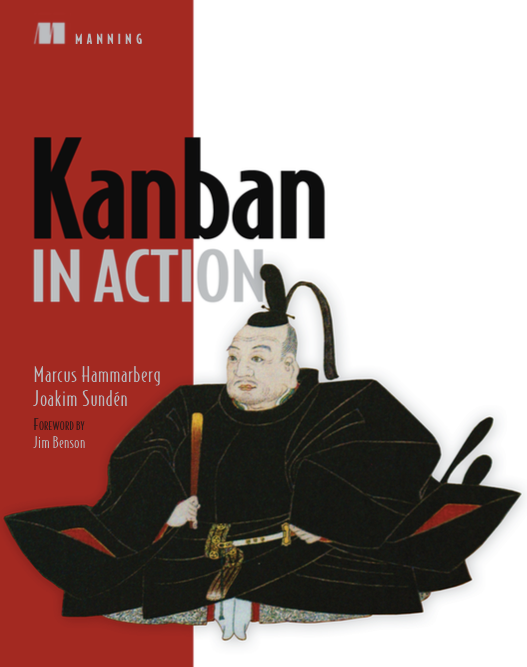 MANNING
Kanban
IN ACTION
Marcus Hammarberg
Joakim Sundén
FOREWORD BY
Jim Benson